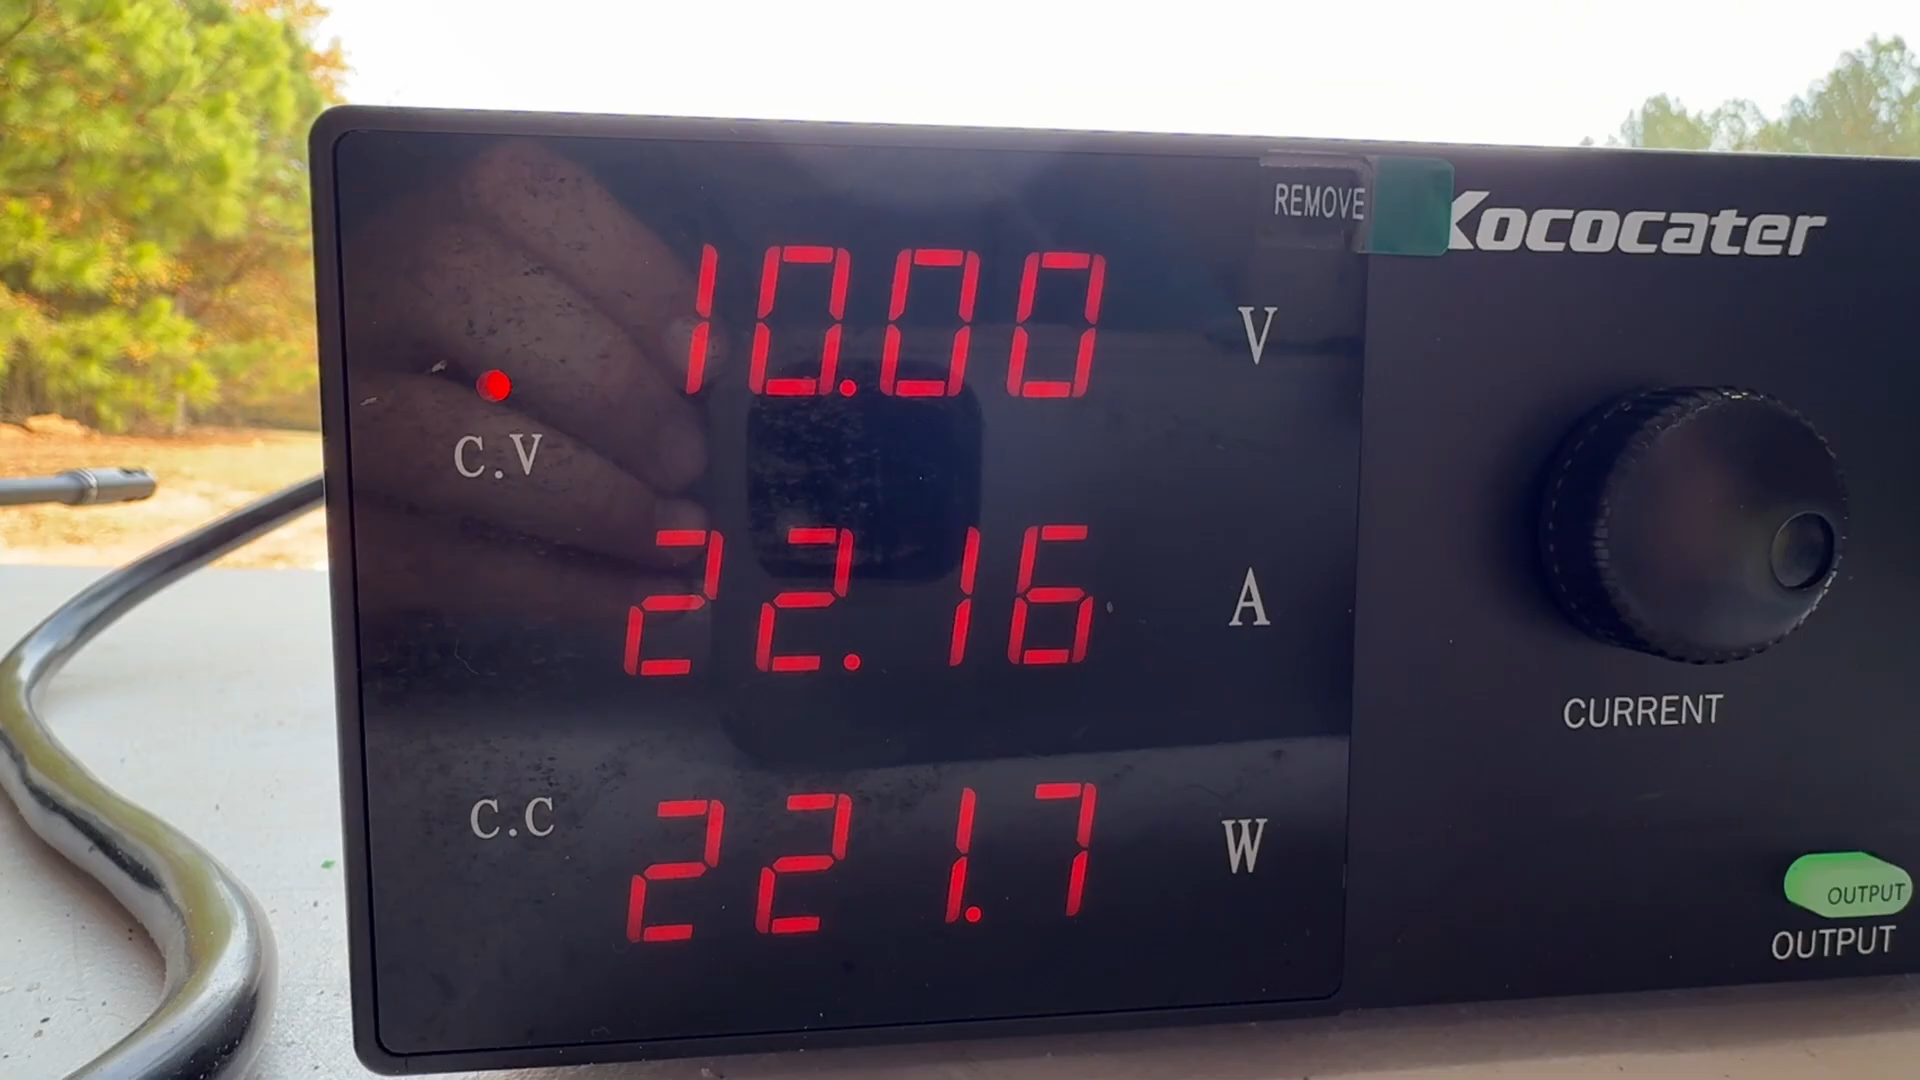 REMOVE
Kococater
10.00 V
C.V
22.16 A
CURRENT
C.C
221.7 W
OUTPUT
OUTPUT